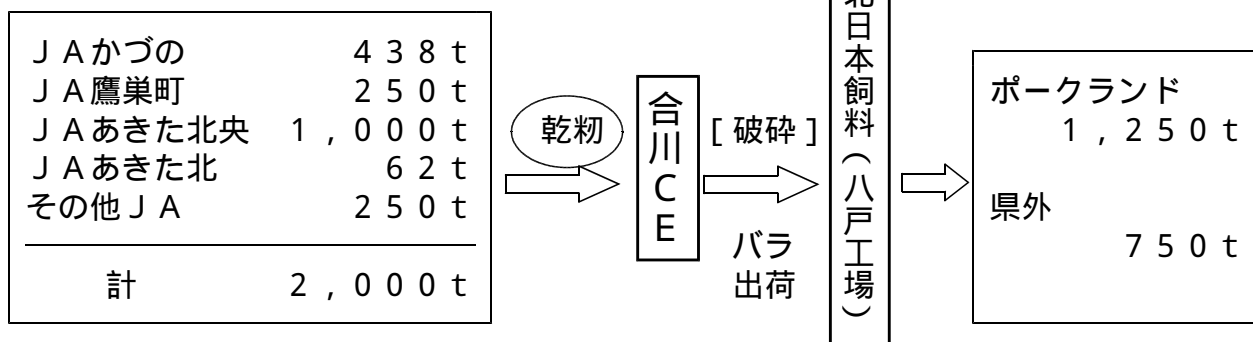 JAかづの 438t
JA鷹巣町 250t
JAあきた北央 1,000t
JAあきた北 62t
その他JA 250t
計 2,000t
乾籾
合川CE
[破砕]
バラ
出荷
北日本飼料(八戸工場)
ポークランド
1,250t
県外
750t